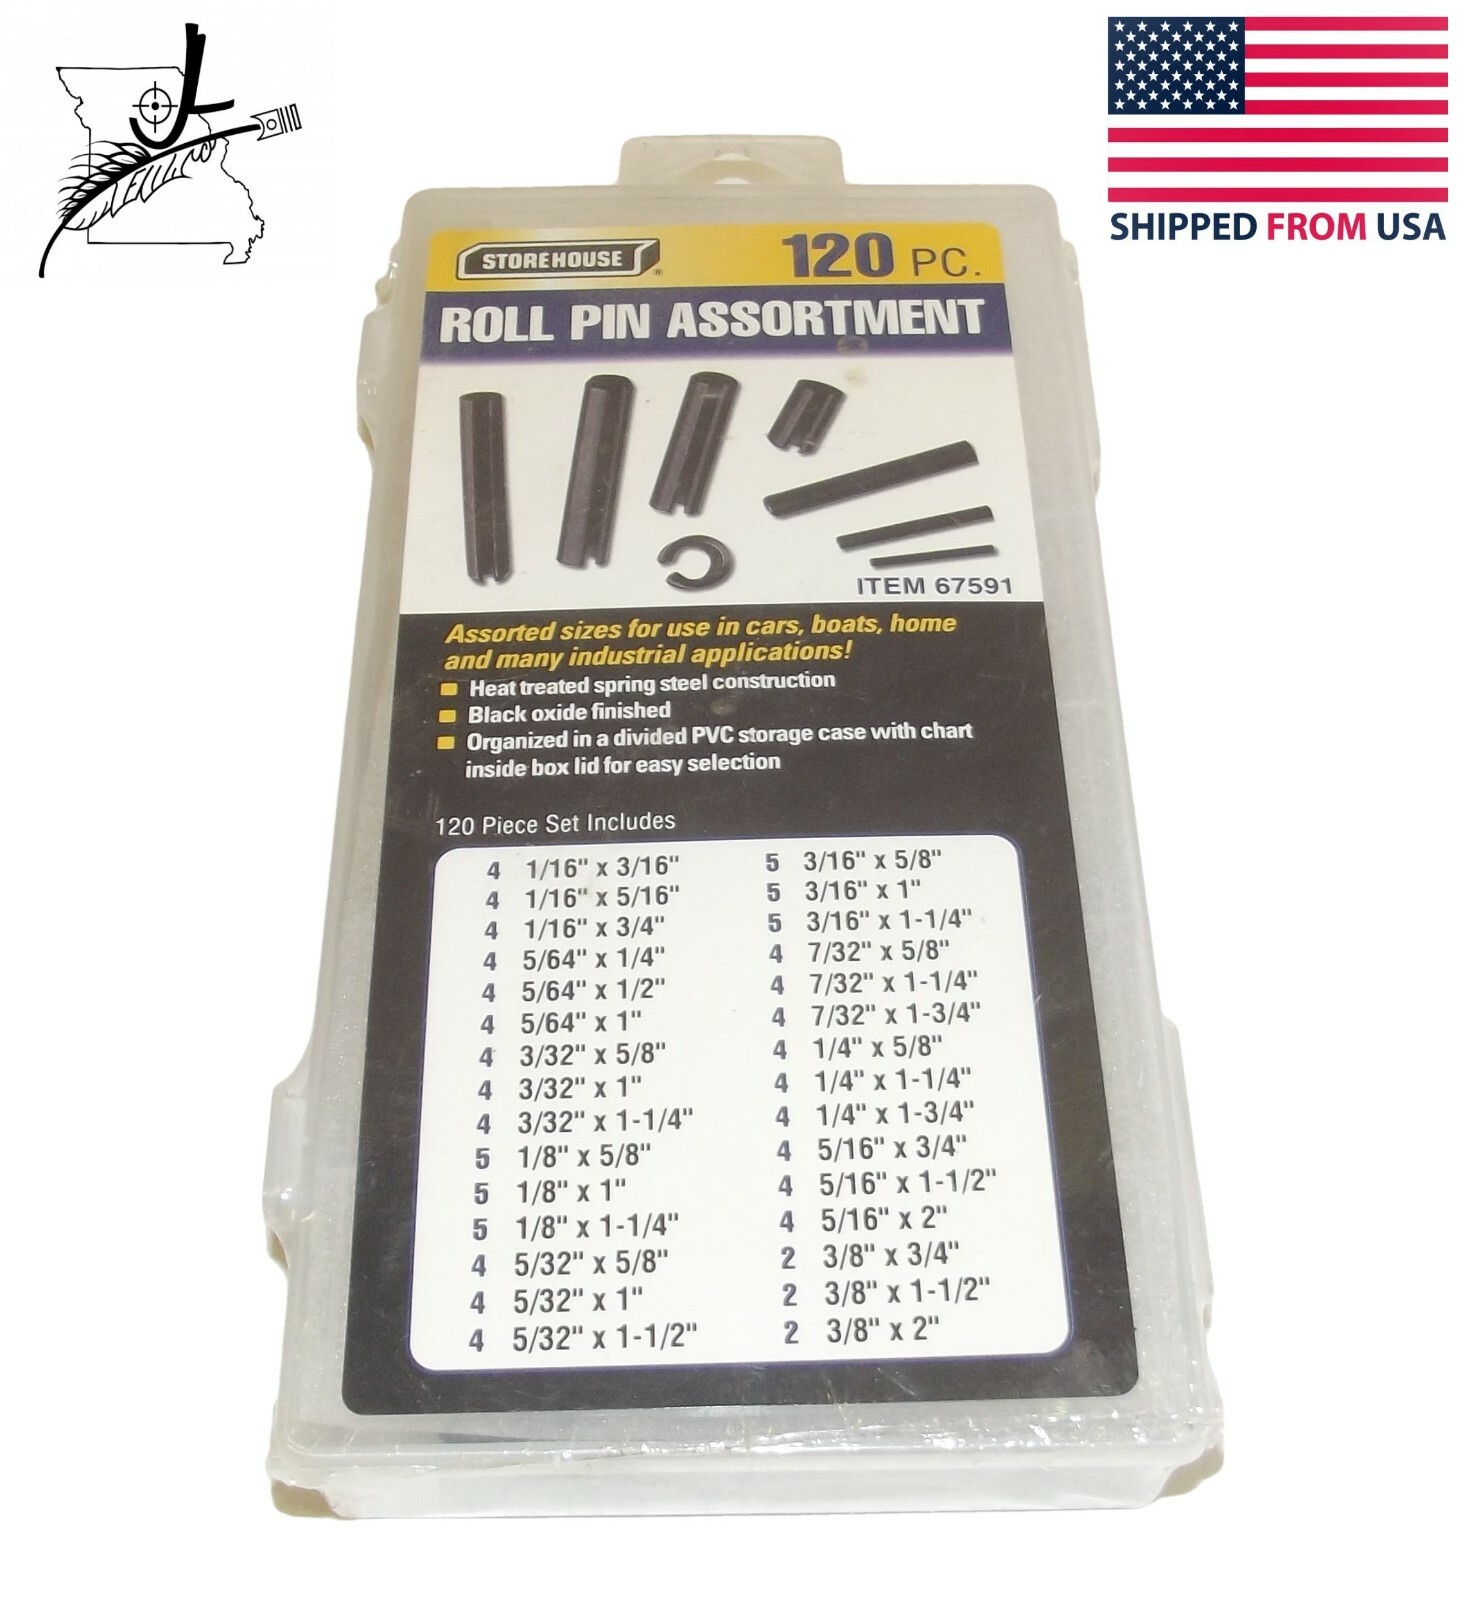 JL
SHIPPED FROM USA
STOREHOUSE®
120 PC.
ROLL PIN ASSORTMENT
ITEM 67591
Assorted sizes for use in cars, boats, home
and many industrial applications!
Heat treated spring steel construction
Black oxide finished
Organized in a divided PVC storage case with chart
inside box lid for easy selection
120 Piece Set Includes
4 1/16" x 3/16"
4 1/16" x 5/16"
4 1/16" x 3/4"
4 5/64" x 1/4"
4 5/64" x 1/2"
4 5/64" x 1"
4 3/32" x 5/8"
4 3/32" x 1"
4 3/32" x 1-1/4"
5 1/8" x 5/8"
5 1/8" x 1"
5 1/8" x 1-1/4"
4 5/32" x 5/8"
4 5/32" x 1"
4 5/32" x 1-1/2"
5 3/16" x 5/8"
5 3/16" x 1"
5 3/16" x 1-1/4"
4 7/32" x 5/8"
4 7/32" x 1-1/4"
4 7/32" x 1-3/4"
4 1/4" x 5/8"
4 1/4" x 1-1/4"
4 1/4" x 1-3/4"
4 5/16" x 3/4"
4 5/16" x 1-1/2"
4 5/16" x 2"
2 3/8" x 3/4"
2 3/8" x 1-1/2"
2 3/8" x 2"